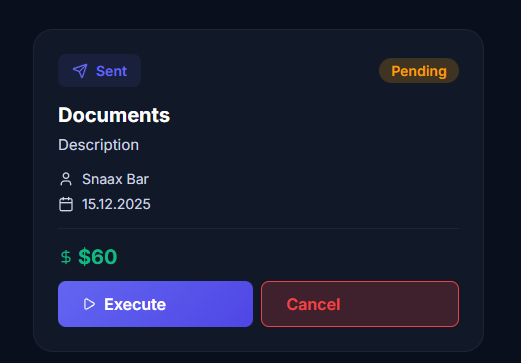 Sent
Pending
Documents
Description
Snaax Bar
15.12.2025
$ $60
Execute
Cancel